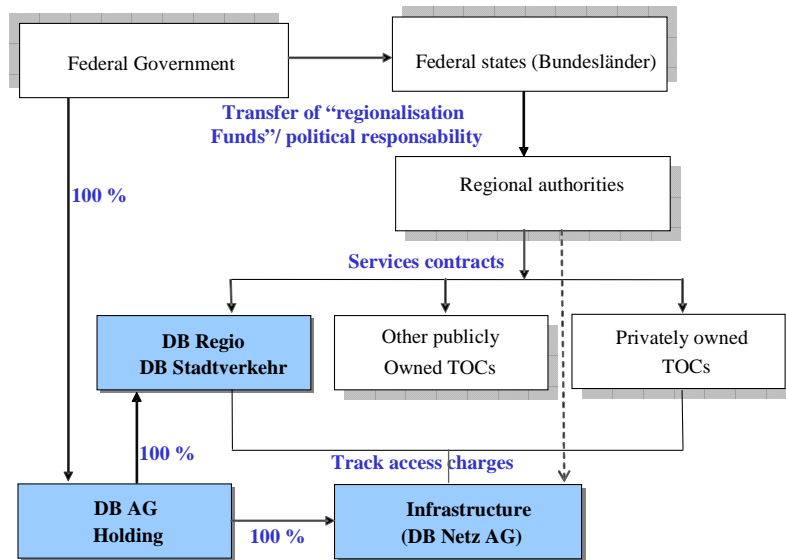 Federal Government
Federal states (Bundesländer)
Transfer of “regionalisation
Funds”/ political responsability
Regional authorities
100 %
Services contracts
DB Regio
DB Stadtverkehr
Other publicly
Owned TOCs
Privately owned
TOCs
100 %
Track access charges
DB AG
Holding
100 %
Infrastructure
(DB Netz AG)